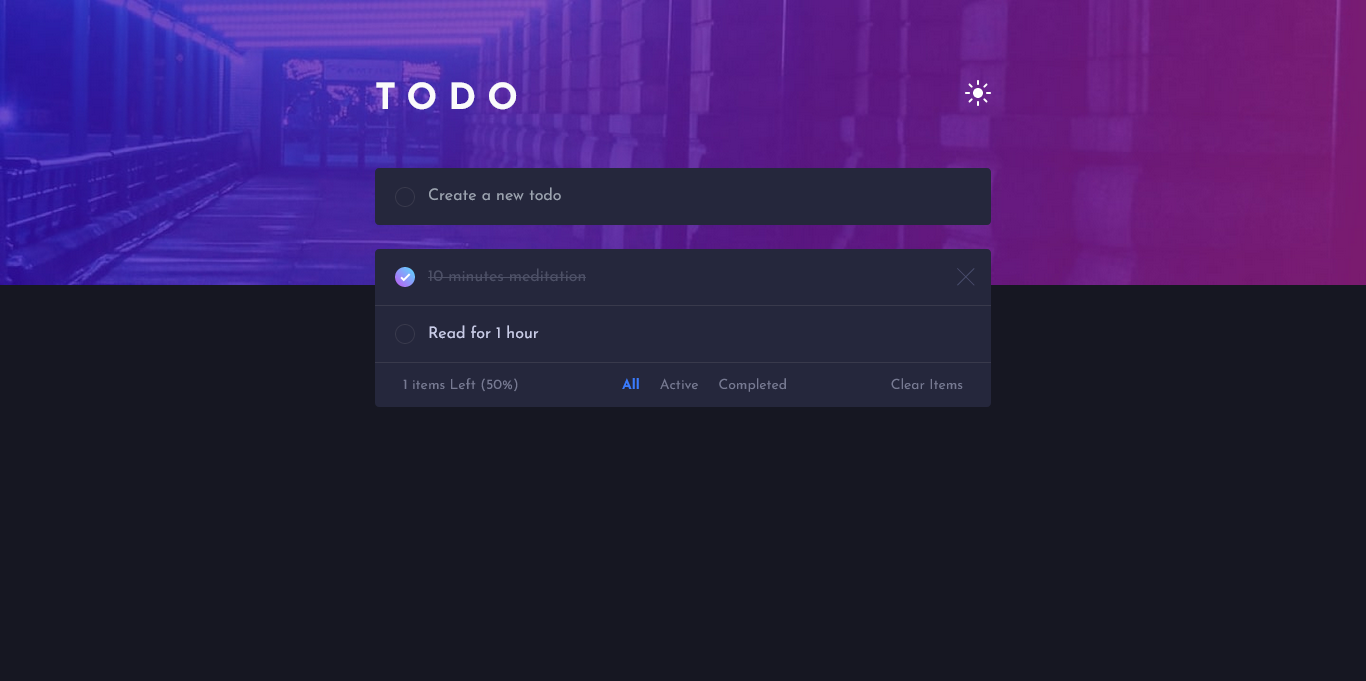 TODO
Create a new todo
10 minutes meditation
Read for 1 hour
1 items Left (50%) All Active Completed Clear Items